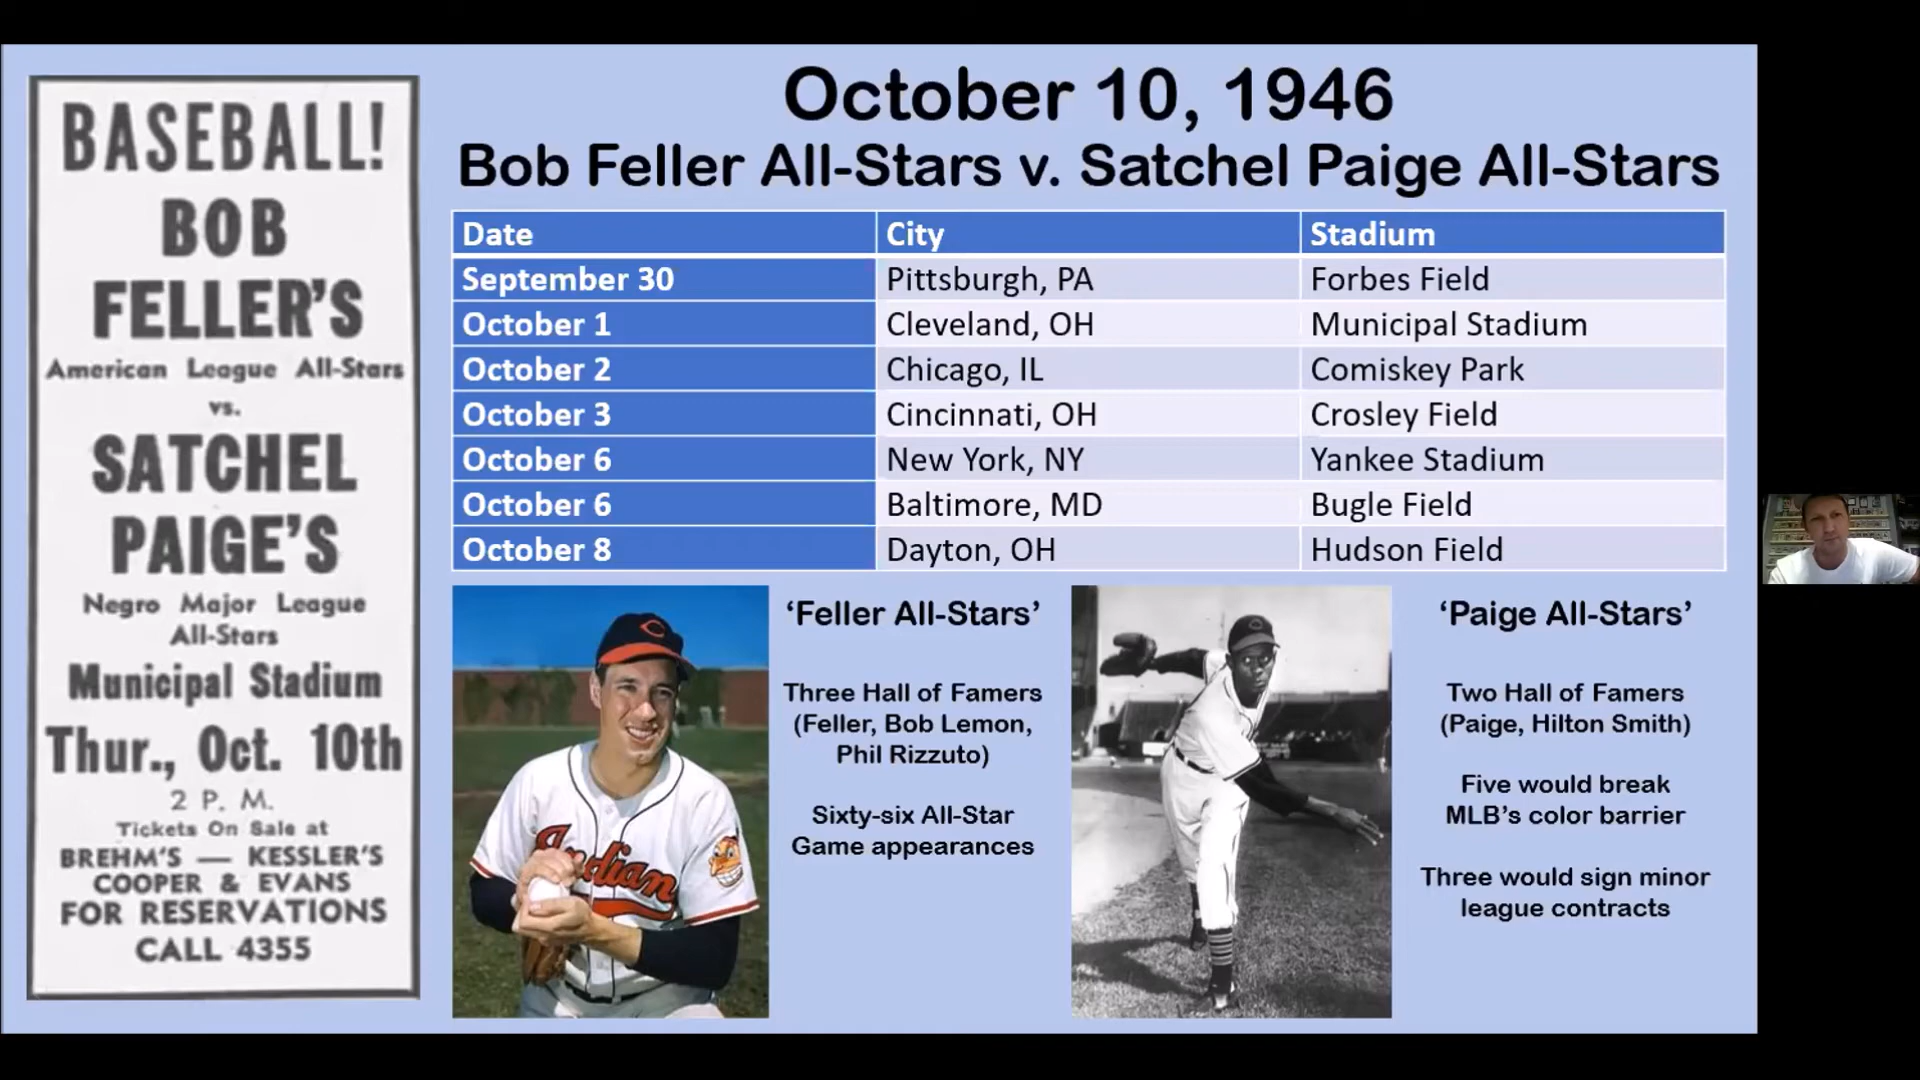 BASEBALL!
BOB
FELLER'S
American League All-Stars
vs.
SATCHEL
PAIGE'S
Negro Major League
All-Stars
Municipal Stadium
Thur., Oct. 10th
2 P. M.
Tickets On Sale at
BREHM'S — KESSLER'S
COOPER & EVANS
FOR RESERVATIONS
CALL 4355
October 10, 1946
Bob Feller All-Stars v. Satchel Paige All-Stars
Date City Stadium
September 30 Pittsburgh, PA Forbes Field
October 1 Cleveland, OH Municipal Stadium
October 2 Chicago, IL Comiskey Park
October 3 Cincinnati, OH Crosley Field
October 6 New York, NY Yankee Stadium
October 6 Baltimore, MD Bugle Field
October 8 Dayton, OH Hudson Field
C
Indian
‘Feller All-Stars’
Three Hall of Famers
(Feller, Bob Lemon,
Phil Rizzuto)
Sixty-six All-Star
Game appearances
‘Paige All-Stars’
Two Hall of Famers
(Paige, Hilton Smith)
Five would break
MLB’s color barrier
Three would sign minor
league contracts